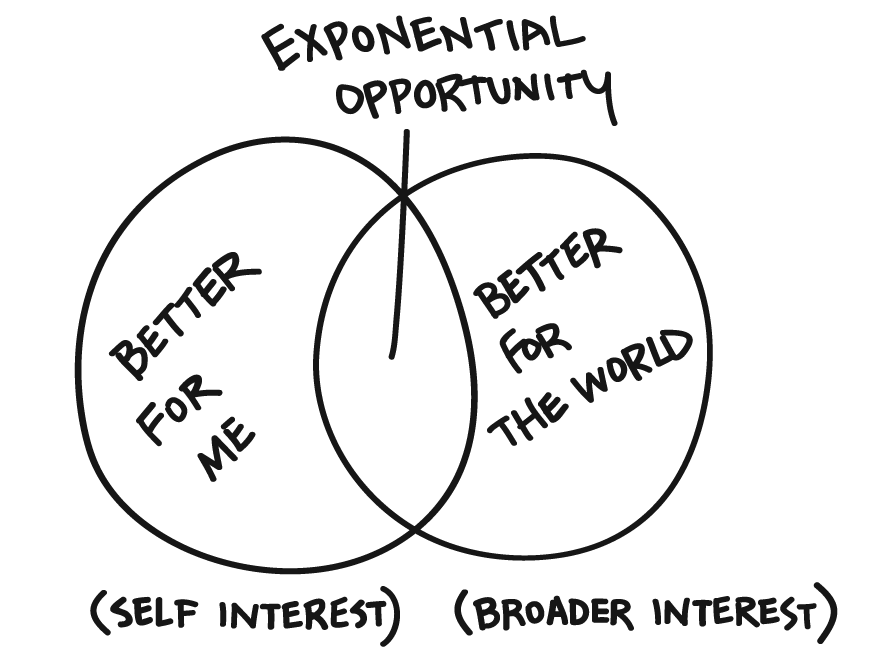 EXPONENTIAL
OPPORTUNITY
BETTER
FOR
ME
BETTER
FOR
THE WORLD
(SELF INTEREST)
(BROADER INTEREST)